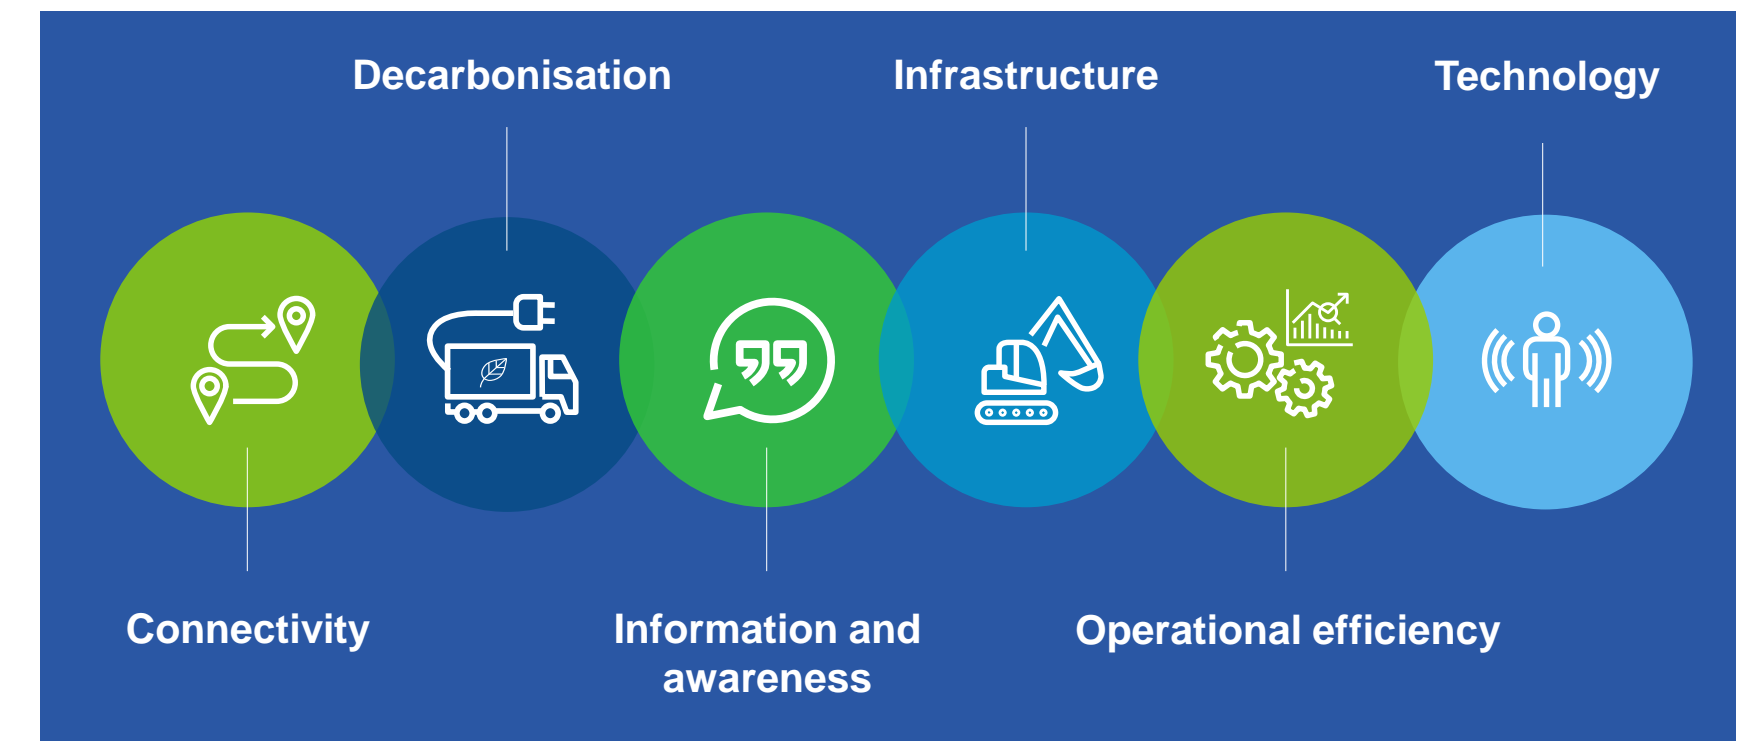 Decarbonisation
Infrastructure
Technology
Connectivity
Information and
awareness
Operational efficiency